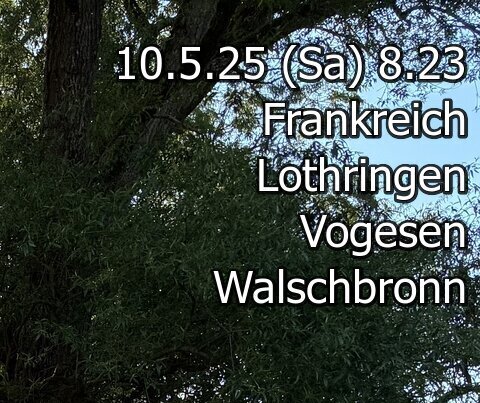 10.5.25 (Sa) 8.23
Frankreich
Lothringen
Vogesen
Walschbronn